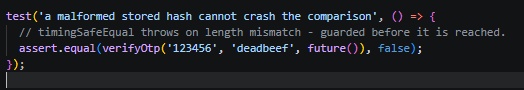 test('a malformed stored hash cannot crash the comparison', () => {
  // timingSafeEqual throws on length mismatch - guarded before it is reached.
  assert.equal(verifyOtp('123456', 'deadbeef', future()), false);
});